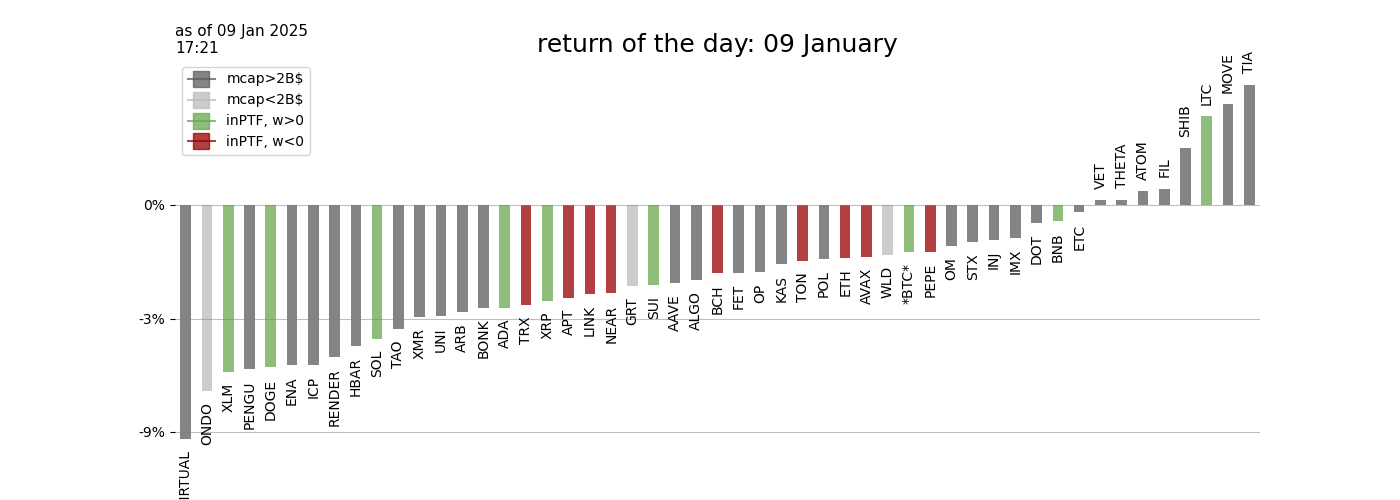 as of 09 Jan 2025
17:21
return of the day: 09 January
mcap>2B$
mcap<2B$
inPTF, w>0
inPTF, w<0
0%
-3%
-9%
IRTUAL
ONDO
XLM
PENGU
DOGE
ENA
ICP
RENDER
HBAR
SOL
TAO
XMR
UNI
ARB
BONK
ADA
TRX
XRP
APT
LINK
NEAR
GRT
SUI
AAVE
ALGO
BCH
FET
OP
KAS
TON
POL
ETH
AVAX
WLD
*BTC*
PEPE
OM
STX
INJ
IMX
DOT
BNB
ETC
VET
THETA
ATOM
FIL
SHIB
LTC
MOVE
TIA